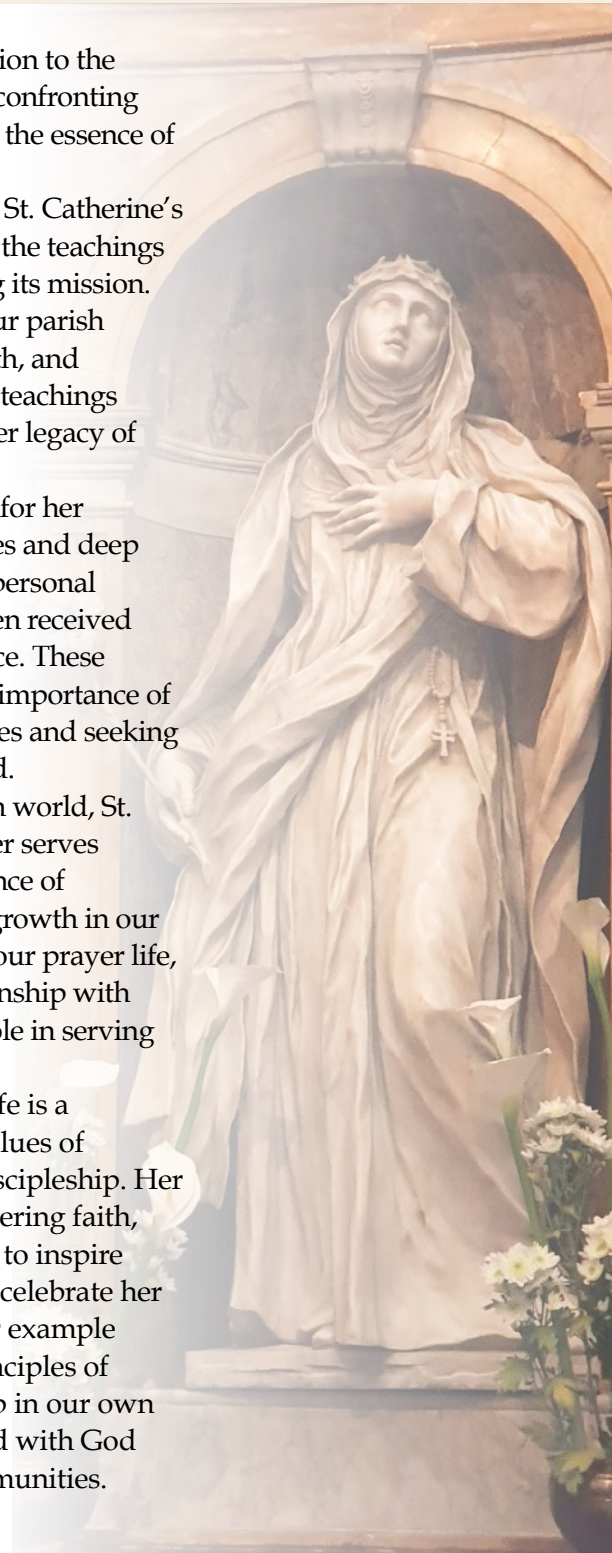 ion to the
confronting
the essence of
St. Catherine’s
the teachings
g its mission.
ur parish
th, and
teachings
er legacy of
for her
es and deep
personal
en received
ce. These
importance of
es and seeking
d.
n world, St.
er serves
nce of
growth in our
our prayer life,
nship with
ple in serving
ife is a
lues of
scipleship. Her
ering faith,
to inspire
celebrate her
r example
nciples of
p in our own
d with God
munities.